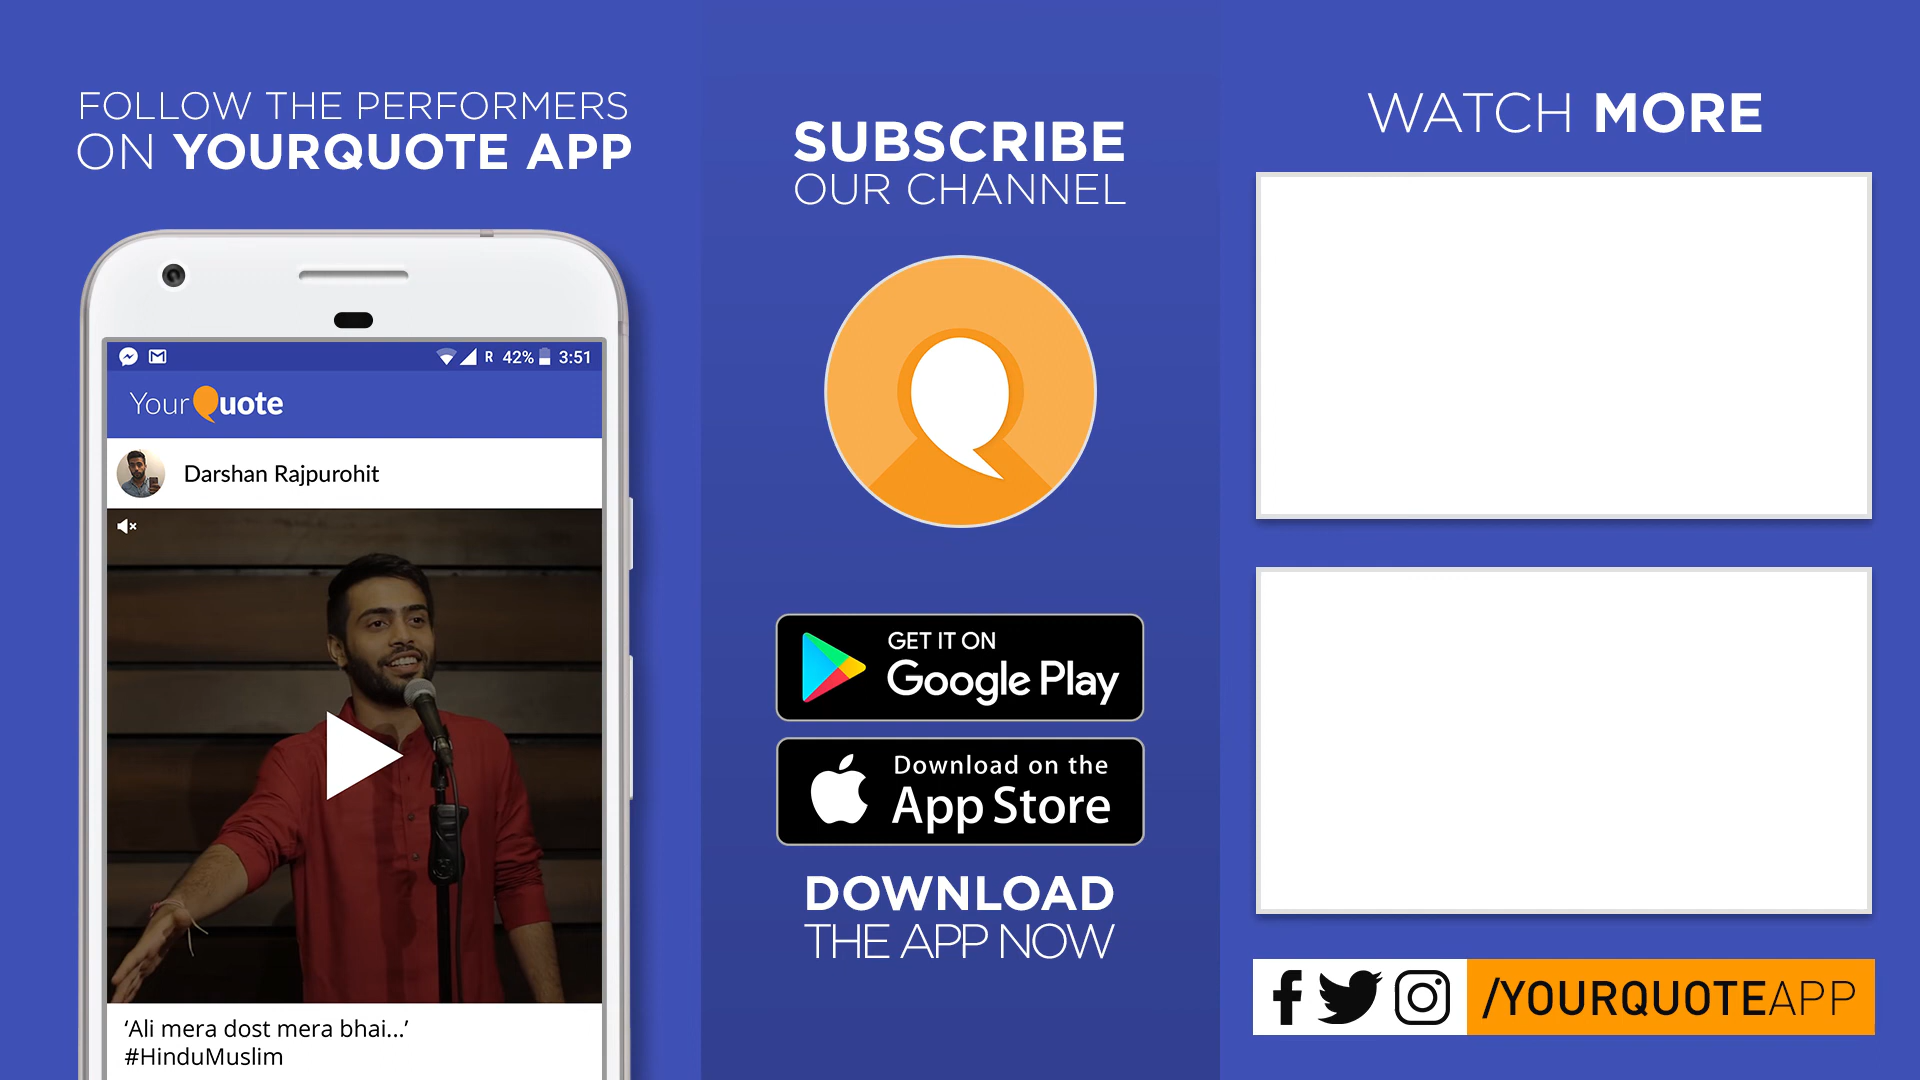 FOLLOW THE PERFORMERS
ON YOURQUOTE APP
R 42% 3:51
YourQuote
Darshan Rajpurohit
‘Ali mera dost mera bhai...’
#HinduMuslim
SUBSCRIBE
OUR CHANNEL
GET IT ON
Google Play
Download on the
App Store
DOWNLOAD
THE APP NOW
WATCH MORE
/YOURQUOTEAPP